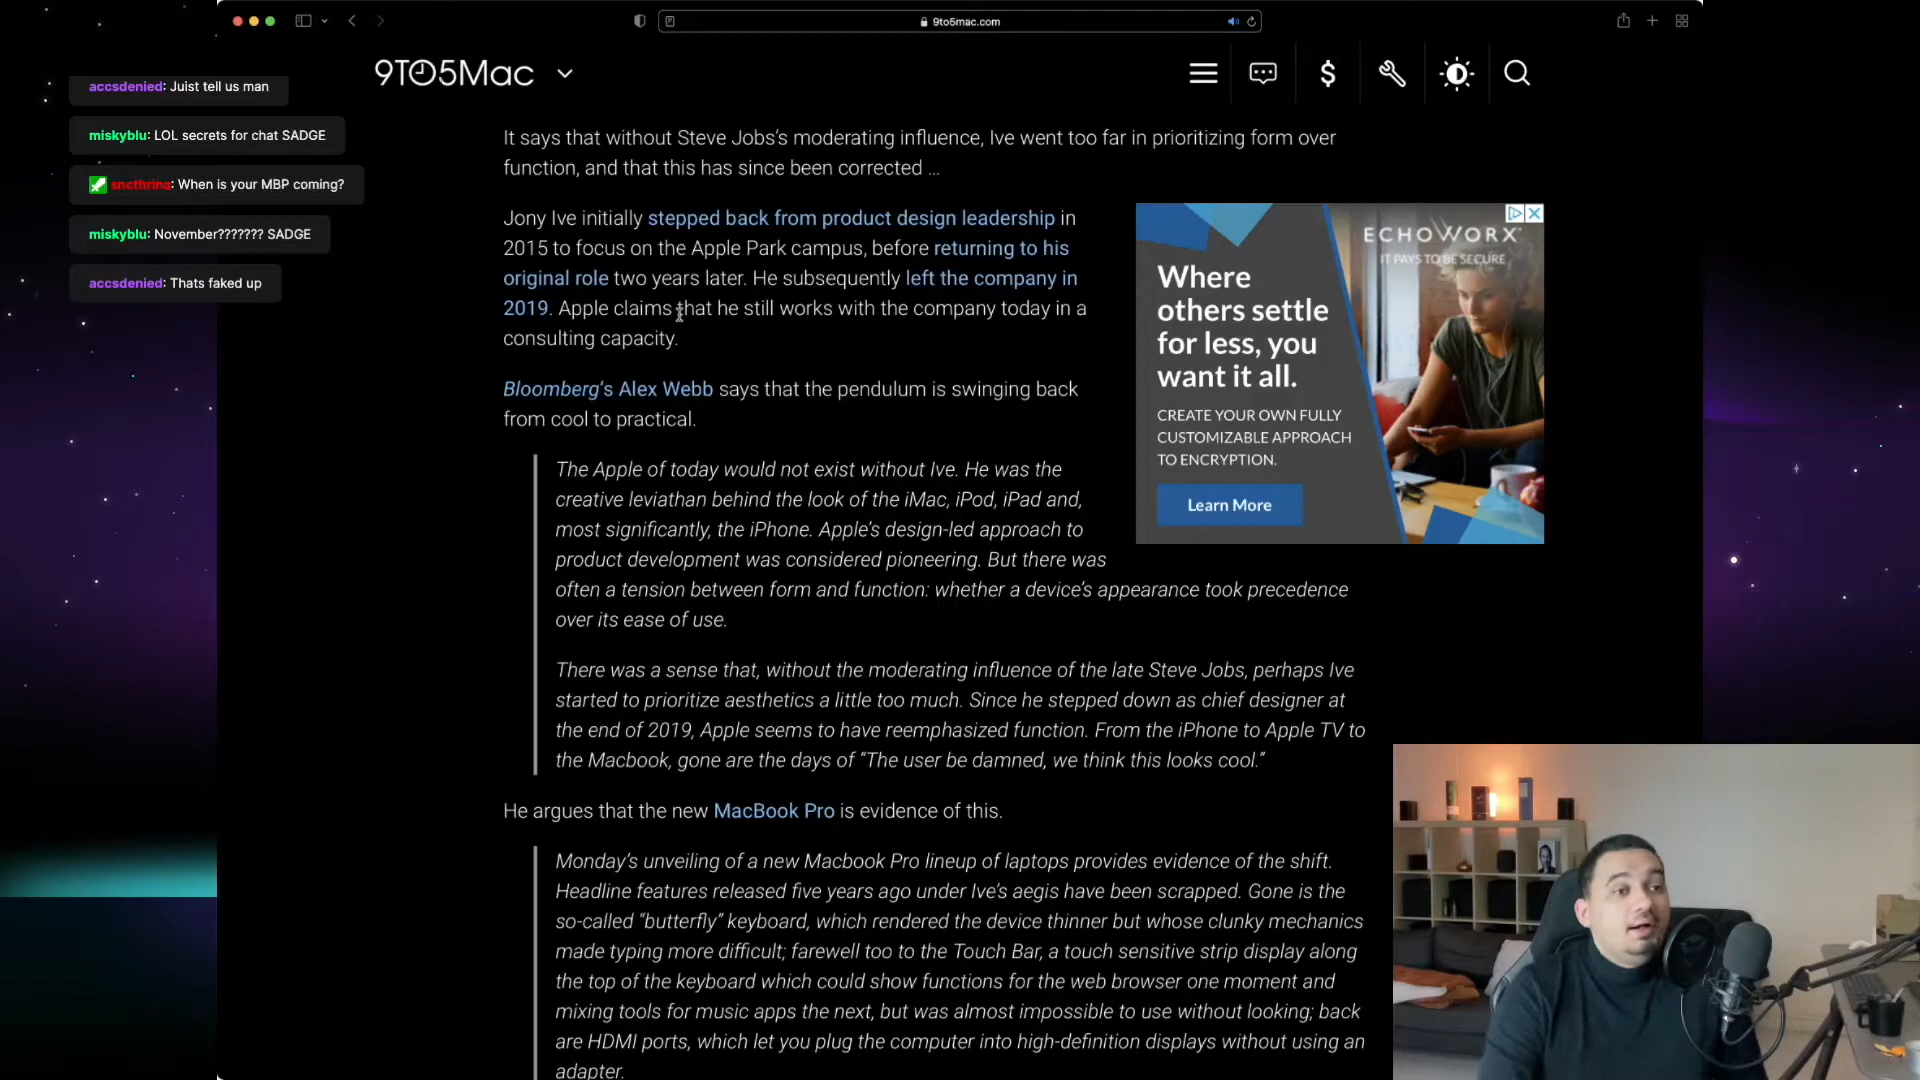 9to5mac.com
9TO5Mac
accsdenied: Juist tell us man
miskyblu: LOL secrets for chat SADGE
sncthrina: When is your MBP coming?
miskyblu: November??????? SADGE
accsdenied: Thats faked up
It says that without Steve Jobs’s moderating influence, Ive went too far in prioritizing form over
function, and that this has since been corrected …
Jony Ive initially stepped back from product design leadership in
2015 to focus on the Apple Park campus, before returning to his
original role two years later. He subsequently left the company in
2019. Apple claims that he still works with the company today in a
consulting capacity.
Bloomberg’s Alex Webb says that the pendulum is swinging back
from cool to practical.
ECHOWORX
IT PAYS TO BE SECURE
Where
others settle
for less, you
want it all.
CREATE YOUR OWN FULLY
CUSTOMIZABLE APPROACH
TO ENCRYPTION.
Learn More
The Apple of today would not exist without Ive. He was the
creative leviathan behind the look of the iMac, iPod, iPad and,
most significantly, the iPhone. Apple’s design-led approach to
product development was considered pioneering. But there was
often a tension between form and function: whether a device’s appearance took precedence
over its ease of use.
There was a sense that, without the moderating influence of the late Steve Jobs, perhaps Ive
started to prioritize aesthetics a little too much. Since he stepped down as chief designer at
the end of 2019, Apple seems to have reemphasized function. From the iPhone to Apple TV to
the Macbook, gone are the days of “The user be damned, we think this looks cool.”
He argues that the new MacBook Pro is evidence of this.
Monday’s unveiling of a new Macbook Pro lineup of laptops provides evidence of the shift.
Headline features released five years ago under Ive’s aegis have been scrapped. Gone is the
so-called “butterfly” keyboard, which rendered the device thinner but whose clunky mechanics
made typing more difficult; farewell too to the Touch Bar, a touch sensitive strip display along
the top of the keyboard which could show functions for the web browser one moment and
mixing tools for music apps the next, but was almost impossible to use without looking; back
are HDMI ports, which let you plug the computer into high-definition displays without using an
adapter.